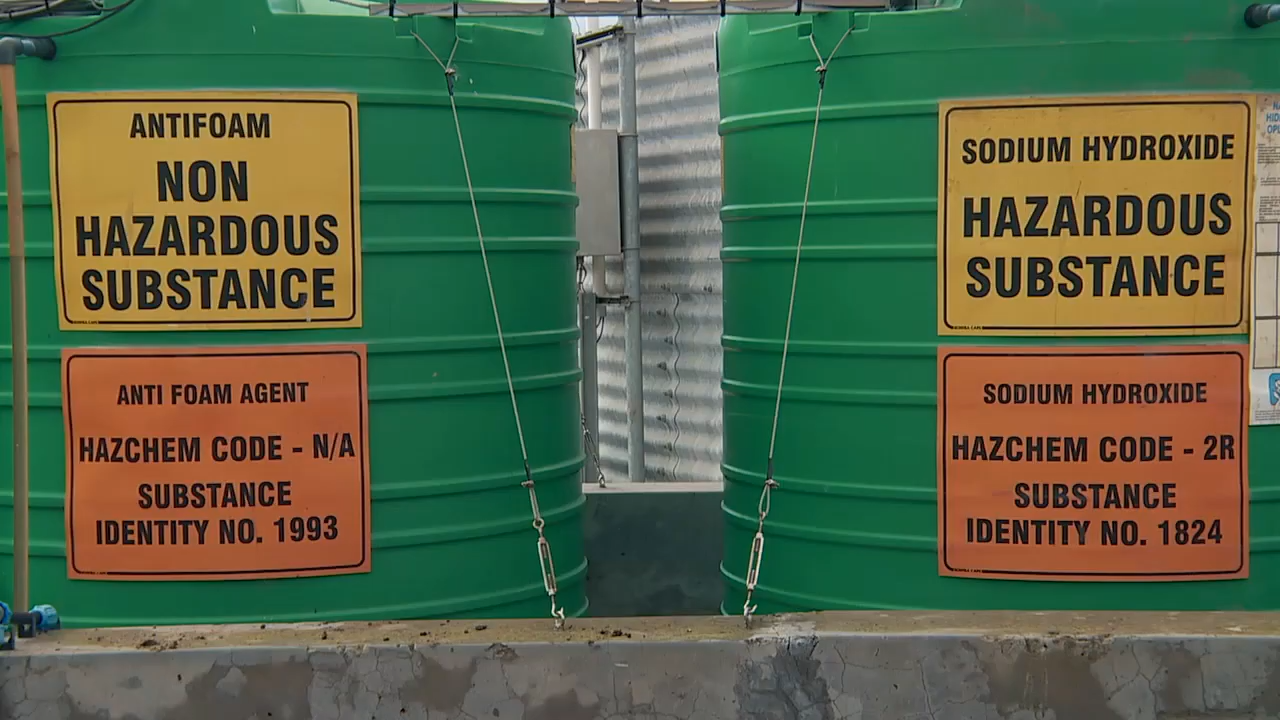 ANTIFOAM
NON
HAZARDOUS
SUBSTANCE
ANTI FOAM AGENT
HAZCHEM CODE - N/A
SUBSTANCE
IDENTITY NO. 1993
SODIUM HYDROXIDE
HAZARDOUS
SUBSTANCE
SODIUM HYDROXIDE
HAZCHEM CODE - 2R
SUBSTANCE
IDENTITY NO. 1824